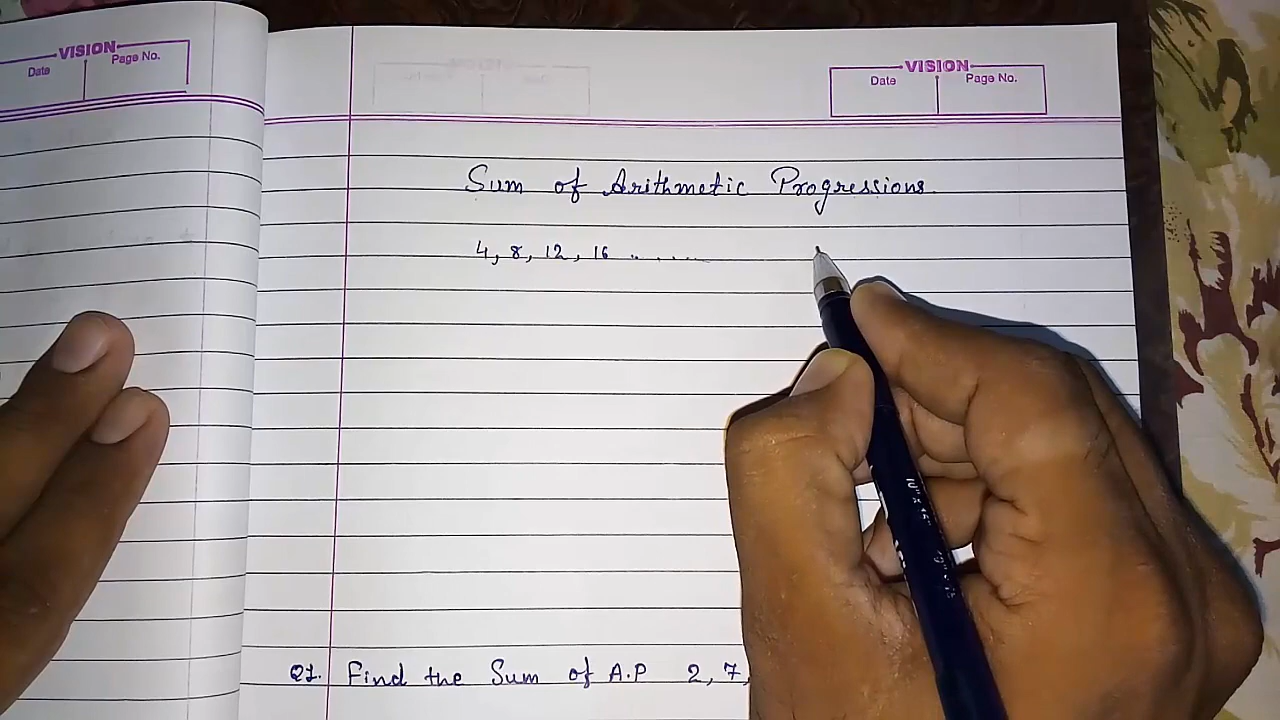 VISION
Date Page No.
VISION
Date Page No.
Sum of Arithmetic Progressions
4, 8, 12, 16 .......
Q1. Find the Sum of A.P 2, 7,